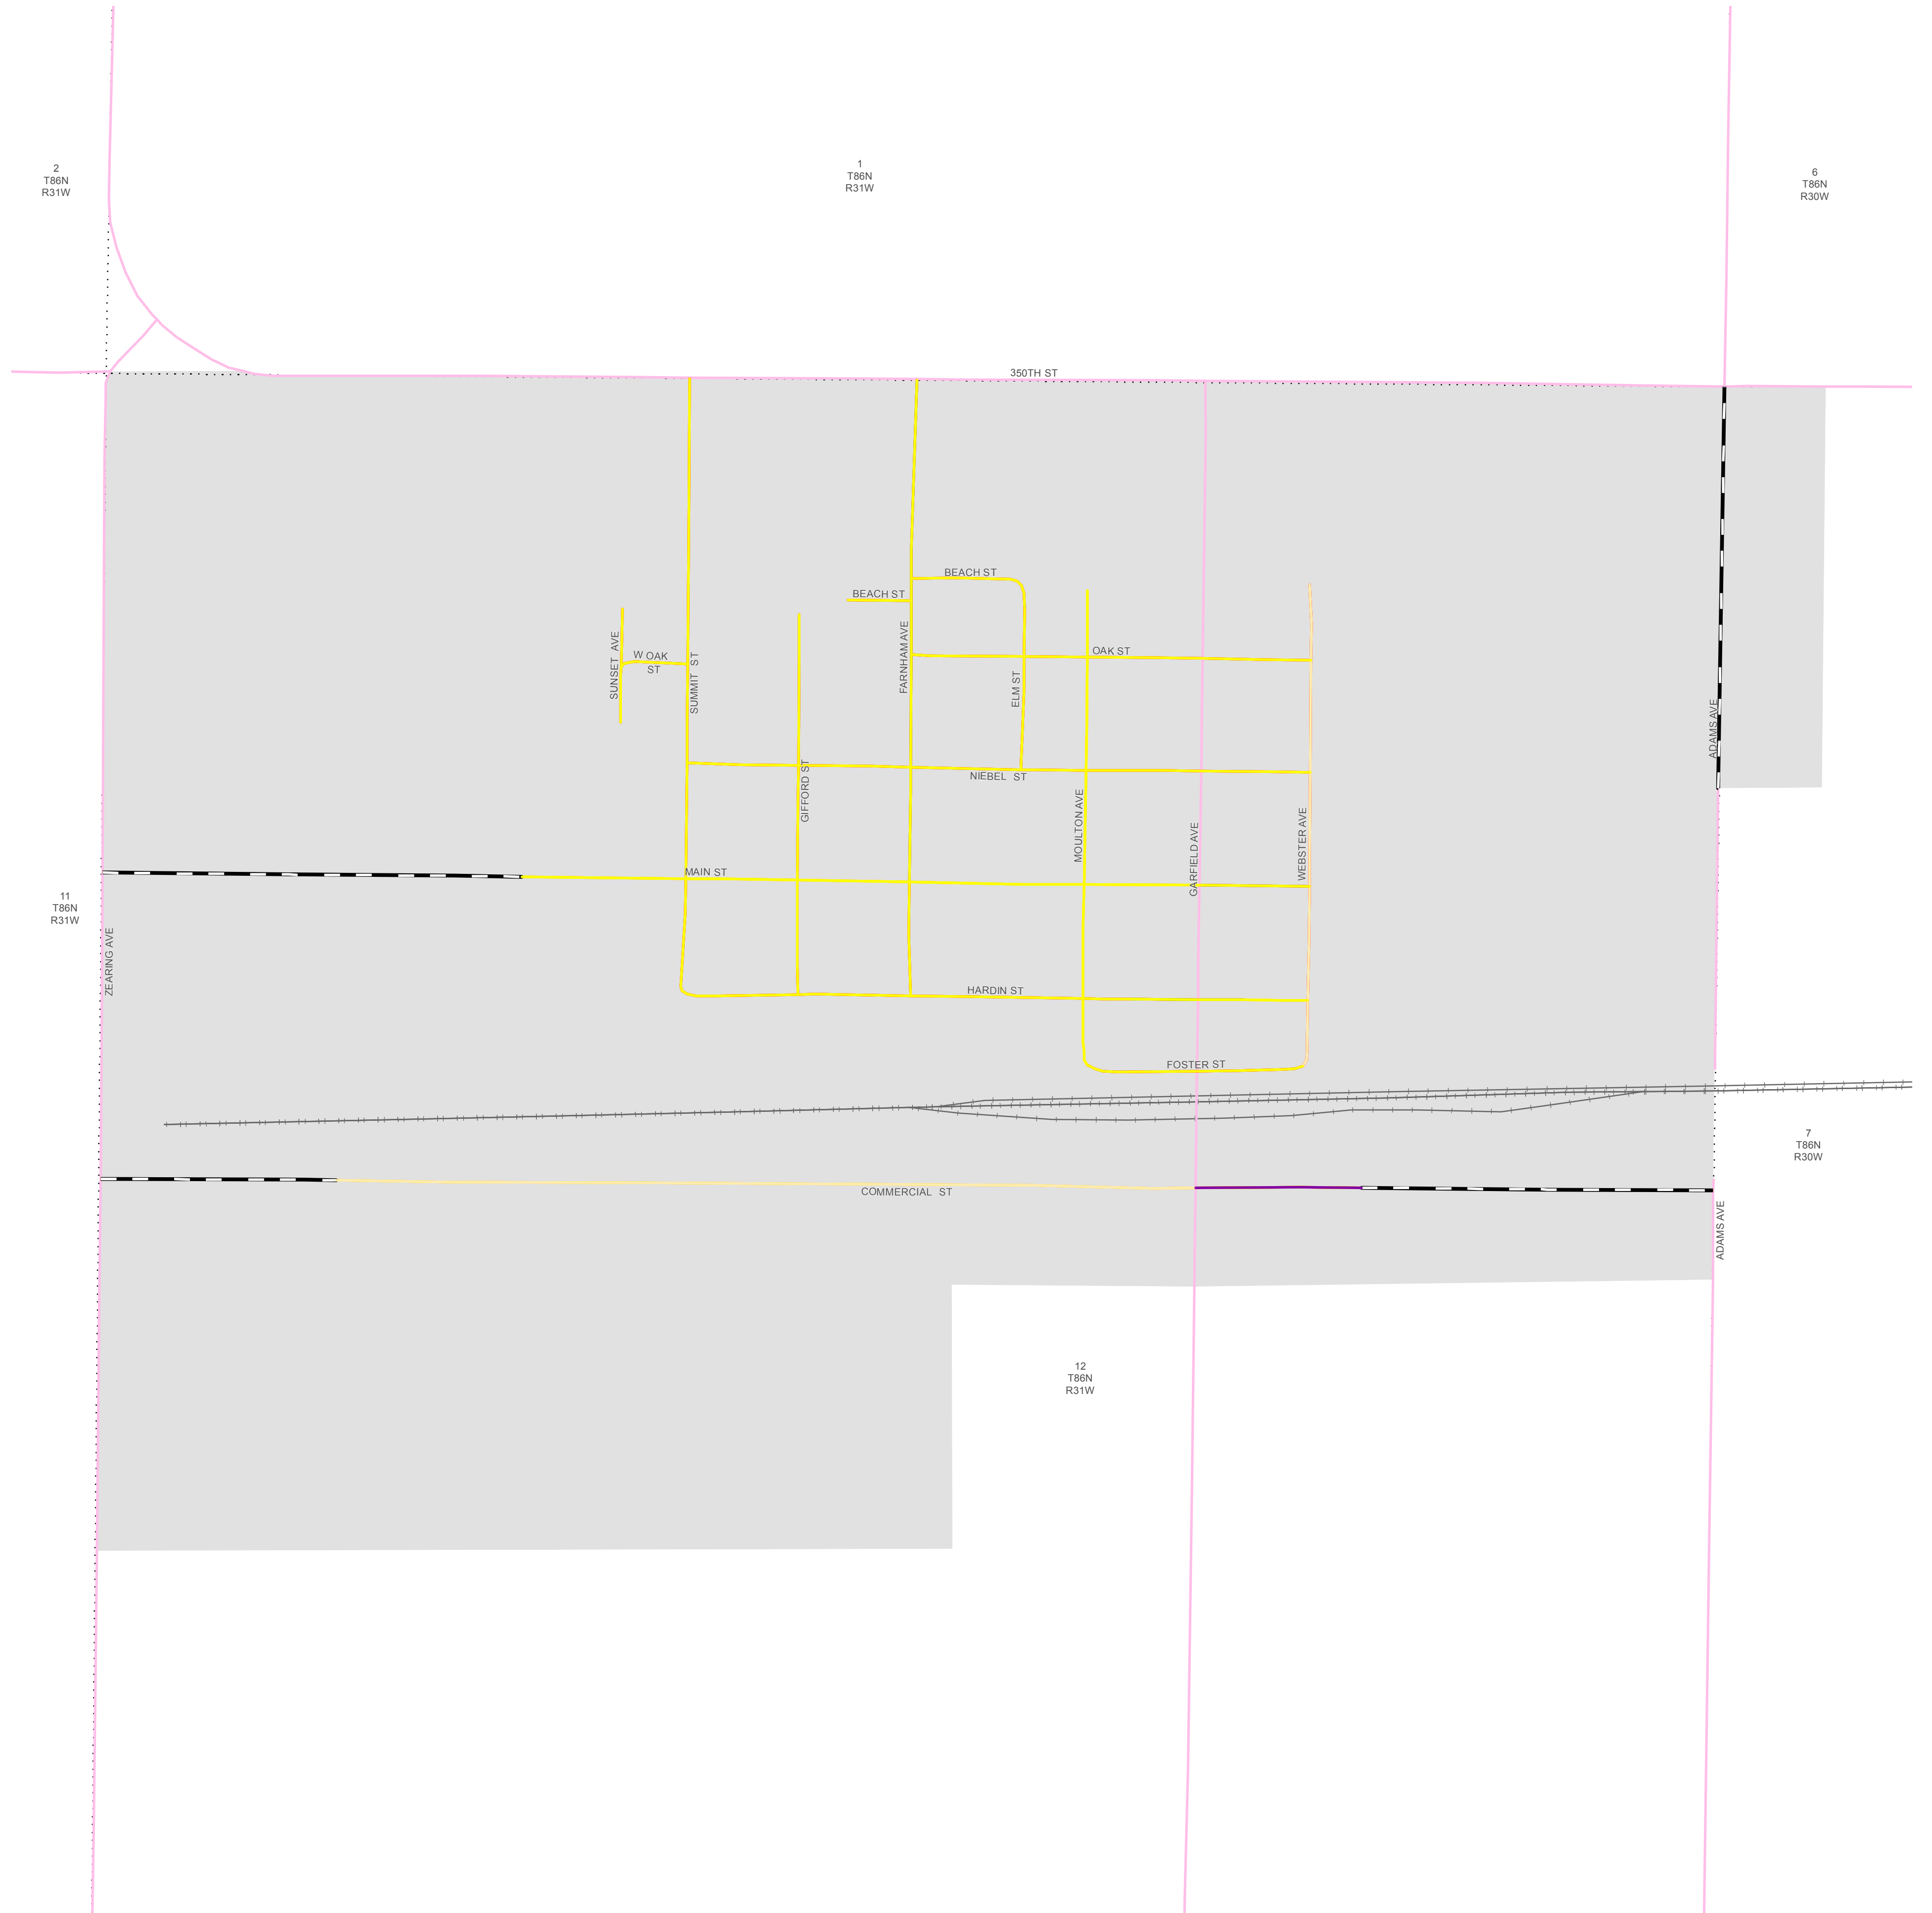 2
T86N
R31W
1
T86N
R31W
6
T86N
R30W
350TH ST
BEACH ST
BEACH ST
SUNSET AVE
W OAK
ST
SUMMIT ST
FARNHAM AVE
ELM ST
OAK ST
ADAMS AVE
GIFFORD ST
NIEBEL ST
MOULTON AVE
GARFIELD AVE
WEBSTER AVE
MAIN ST
11
T86N
R31W
ZEARING AVE
HARDIN ST
FOSTER ST
7
T86N
R30W
COMMERCIAL ST
ADAMS AVE
12
T86N
R31W